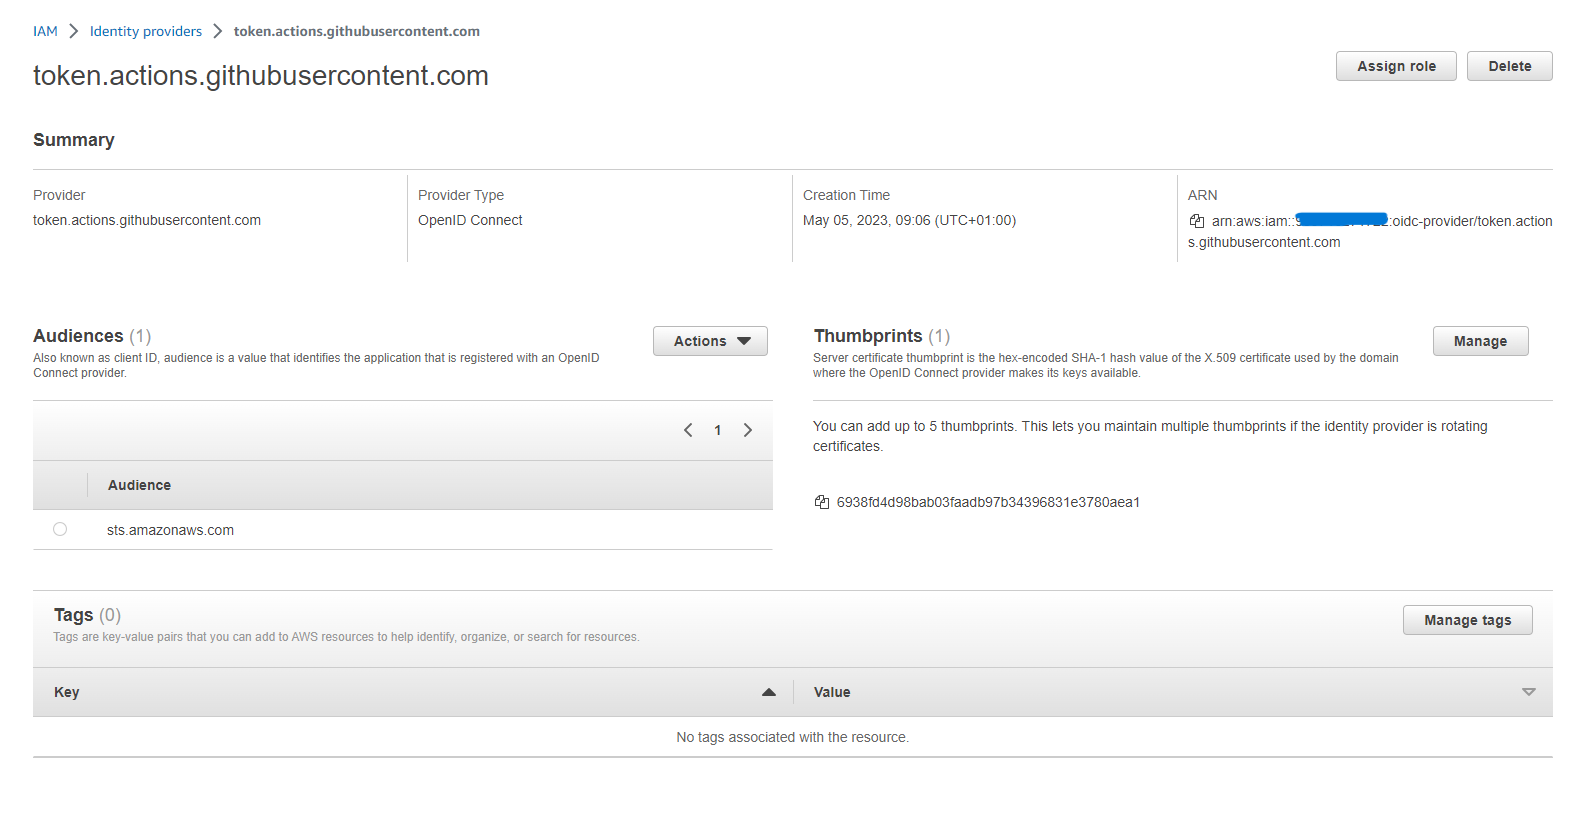 IAM > Identity providers > token.actions.githubusercontent.com
token.actions.githubusercontent.com
Assign role
Delete
Summary
Provider
token.actions.githubusercontent.com
Provider Type
OpenID Connect
Creation Time
May 05, 2023, 09:06 (UTC+01:00)
ARN
arn:aws:iam:: :oidc-provider/token.action
s.githubusercontent.com
Audiences (1)
Actions
Also known as client ID, audience is a value that identifies the application that is registered with an OpenID
Connect provider.
1
Audience
sts.amazonaws.com
Thumbprints (1)
Manage
Server certificate thumbprint is the hex-encoded SHA-1 hash value of the X.509 certificate used by the domain
where the OpenID Connect provider makes its keys available.
You can add up to 5 thumbprints. This lets you maintain multiple thumbprints if the identity provider is rotating
certificates.
6938fd4d98bab03faadb97b34396831e3780aea1
Tags (0)
Manage tags
Tags are key-value pairs that you can add to AWS resources to help identify, organize, or search for resources.
Key
Value
No tags associated with the resource.